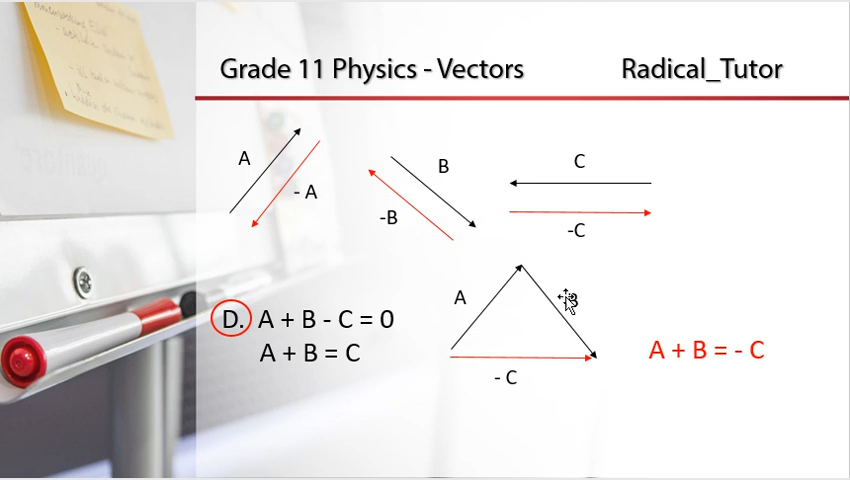 Grade 11 Physics - Vectors
Radical_Tutor
A
- A
B
-B
C
-C
D. A + B - C = 0
A + B = C
A
B
- C
A + B = - C